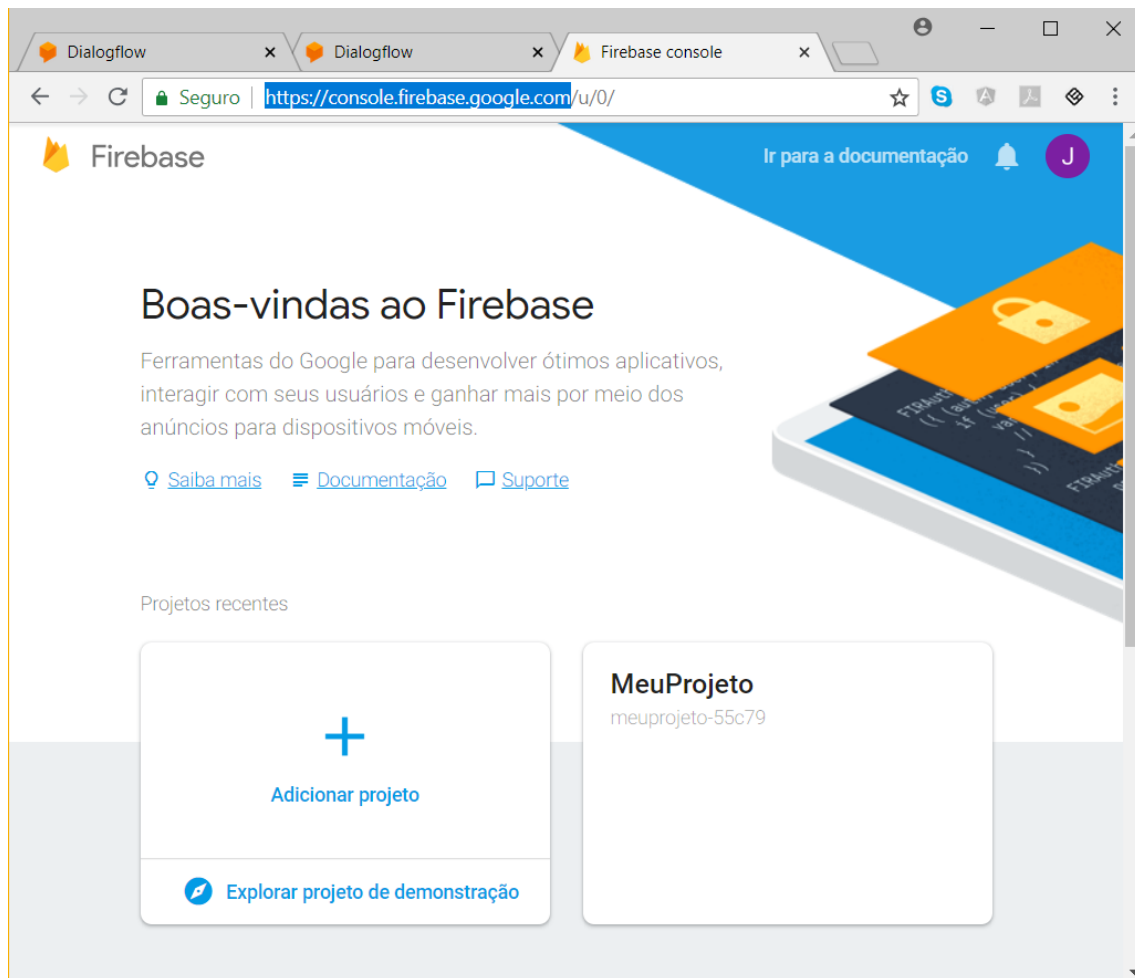 Dialogflow
Dialogflow
Firebase console
Seguro
https://console.firebase.google.com/u/0/
Firebase
Ir para a documentação
J
Boas-vindas ao Firebase
Ferramentas do Google para desenvolver ótimos aplicativos,
interagir com seus usuários e ganhar mais por meio dos
anúncios para dispositivos móveis.
Saiba mais
Documentação
Suporte
Projetos recentes
Adicionar projeto
Explorar projeto de demonstração
MeuProjeto
meuprojeto-55c79